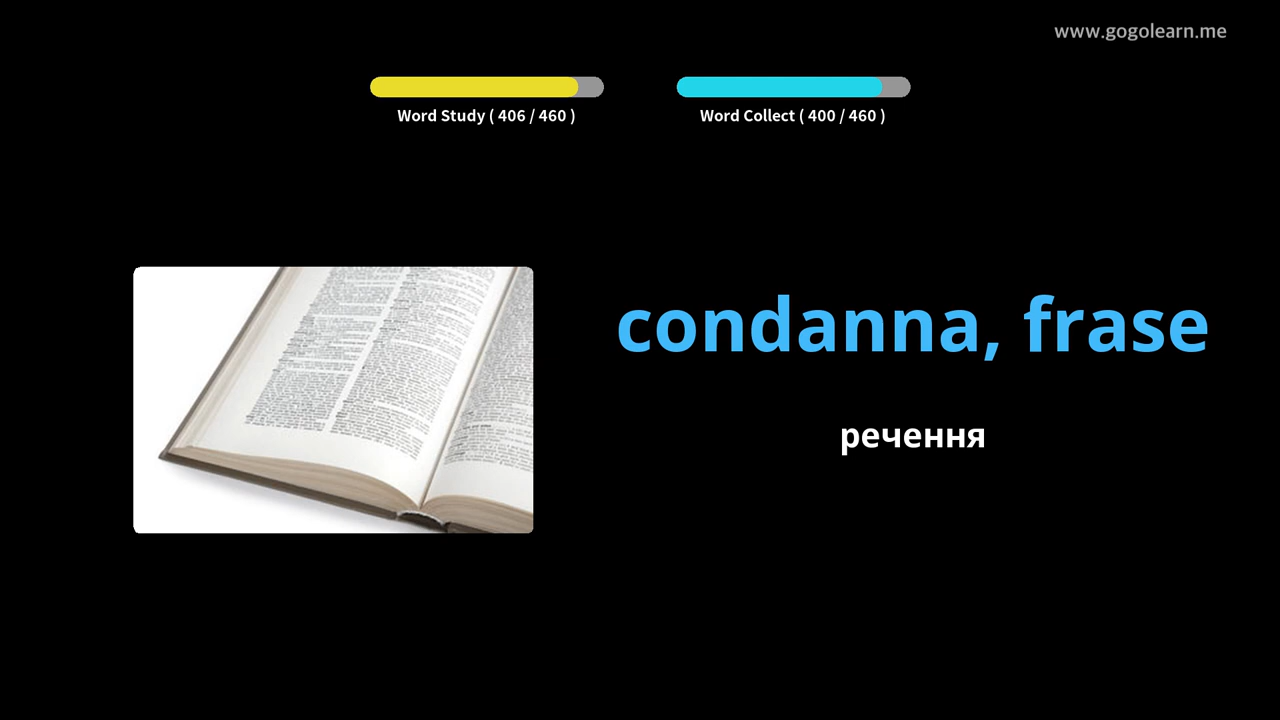 www.gogolearn.me
Word Study ( 406 / 460 )
Word Collect ( 400 / 460 )
condanna, frase
речення